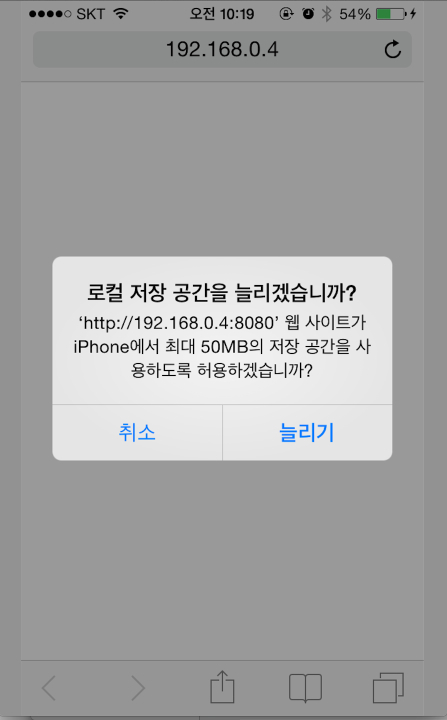 SKT 오전 10:19 54%
192.168.0.4
로컬 저장 공간을 늘리겠습니까?
‘http://192.168.0.4:8080’ 웹 사이트가
iPhone에서 최대 50MB의 저장 공간을 사
용하도록 허용하겠습니까?
취소 늘리기